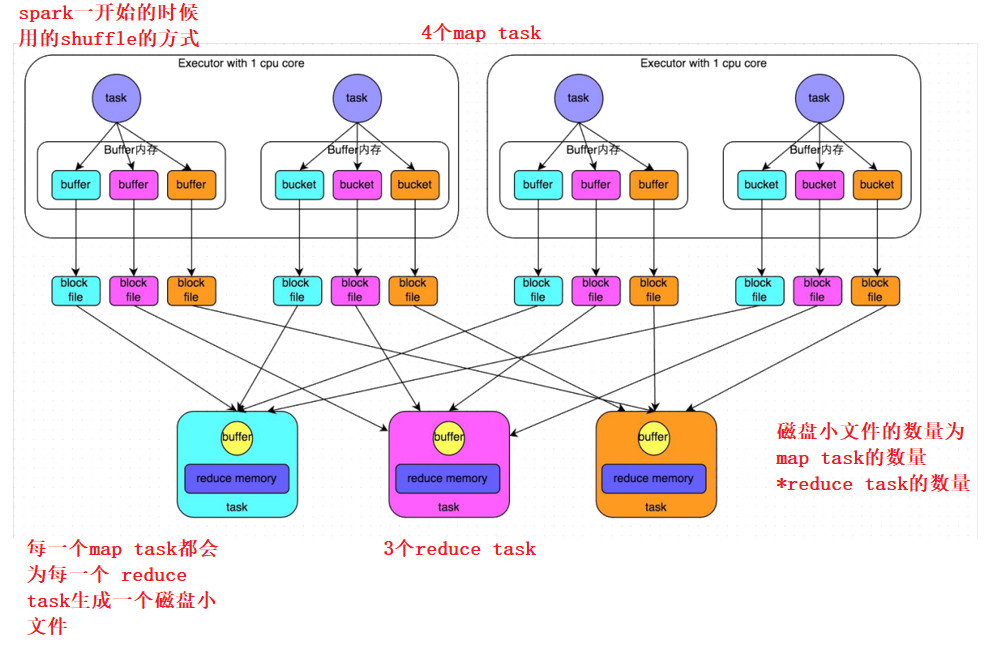 spark一开始的时候
用的shuffle的方式
4个map task
Executor with 1 cpu core
Executor with 1 cpu core
task
task
task
task
Buffer内存
Buffer内存
Buffer内存
Buffer内存
buffer
buffer
buffer
bucket
bucket
bucket
buffer
buffer
buffer
bucket
bucket
bucket
block
file
block
file
block
file
block
file
block
file
block
file
block
file
block
file
block
file
block
file
block
file
block
file
buffer
reduce memory
task
buffer
reduce memory
task
buffer
reduce memory
task
磁盘小文件的数量为
map task的数量
*reduce task的数量
每一个map task都会
为每一个 reduce
task生成一个磁盘小
文件
3个reduce task